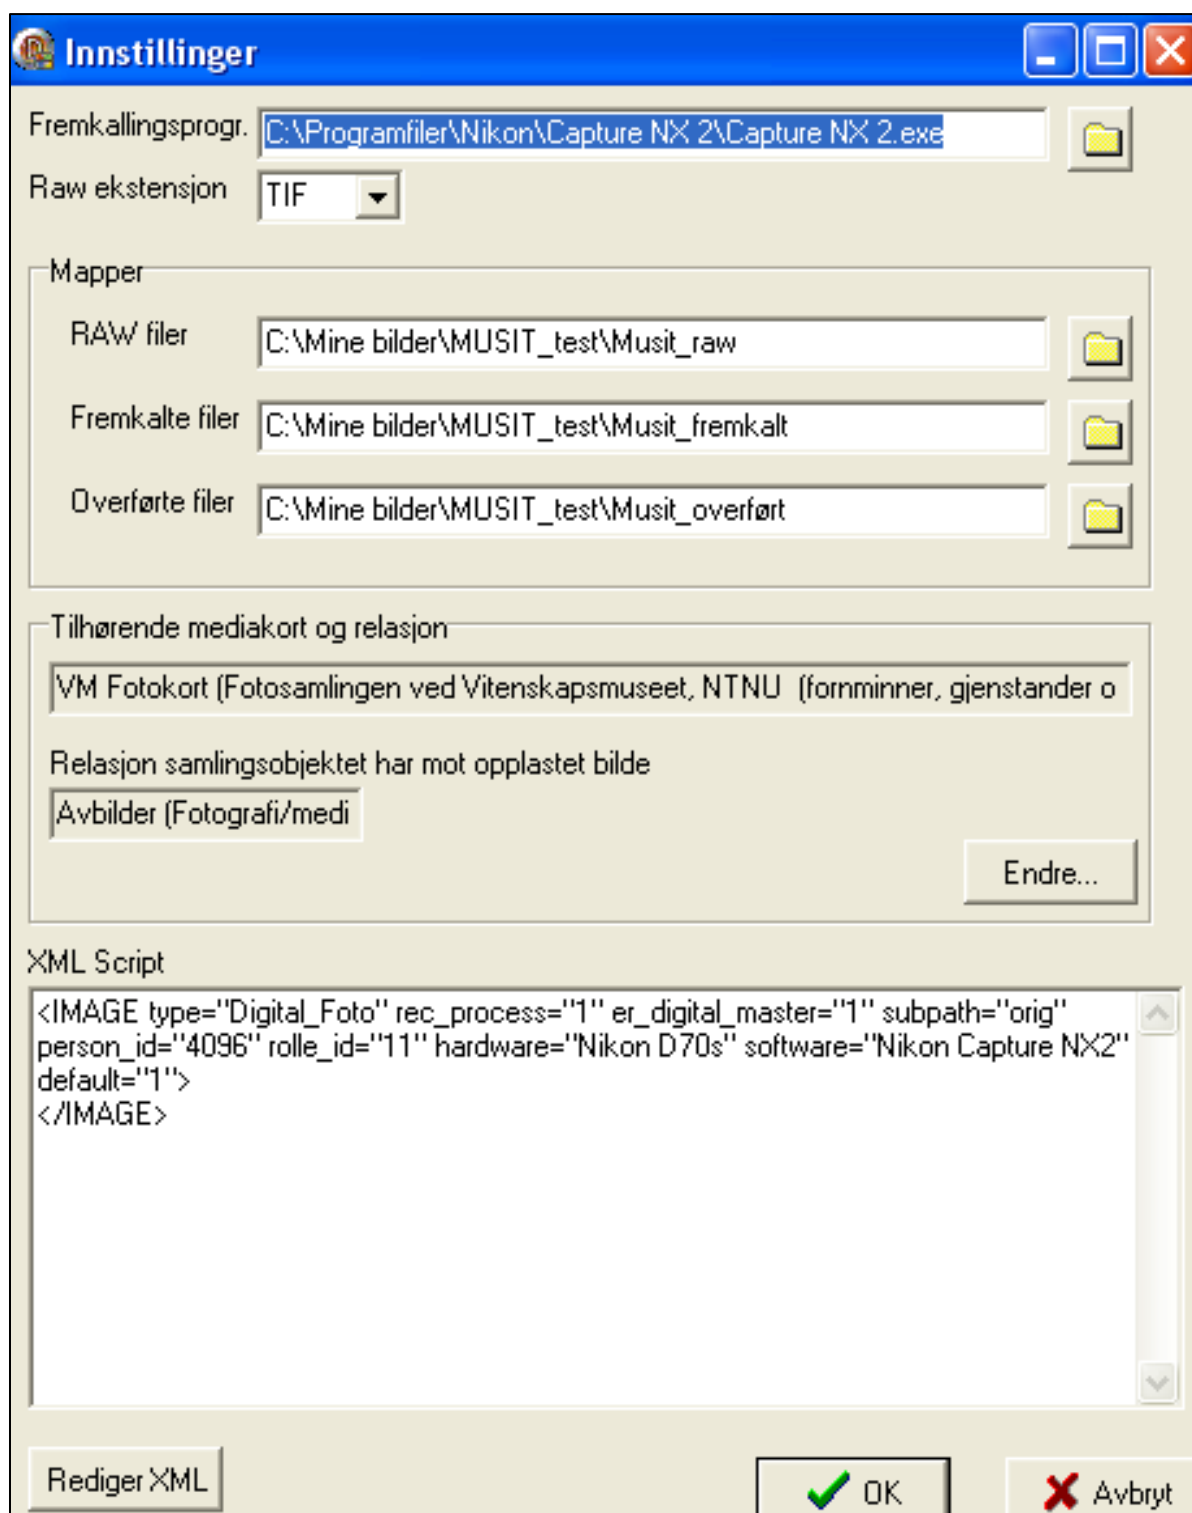 Innstillinger
Fremkallingsprogr. C:\Programfiler\Nikon\Capture NX 2\Capture NX 2.exe
Raw ekstensjon TIF
Mapper
RAW filer C:\Mine bilder\MUSIT_test\Musit_raw
Fremkalte filer C:\Mine bilder\MUSIT_test\Musit_fremkalt
Overførte filer C:\Mine bilder\MUSIT_test\Musit_overført
Tilhørende mediakort og relasjon
VM Fotokort (Fotosamlingen ved Vitenskapsmuseet, NTNU (fornminner, gjenstander o
Relasjon samlingsobjektet har mot opplastet bilde
Avbilder (Fotografi/medi
Endre...
XML Script
<IMAGE type="Digital_Foto" rec_process="1" er_digital_master="1" subpath="orig"
person_id="4096" rolle_id="11" hardware="Nikon D70s" software="Nikon Capture NX2"
default="1">
</IMAGE>
Rediger XML OK Avbryt